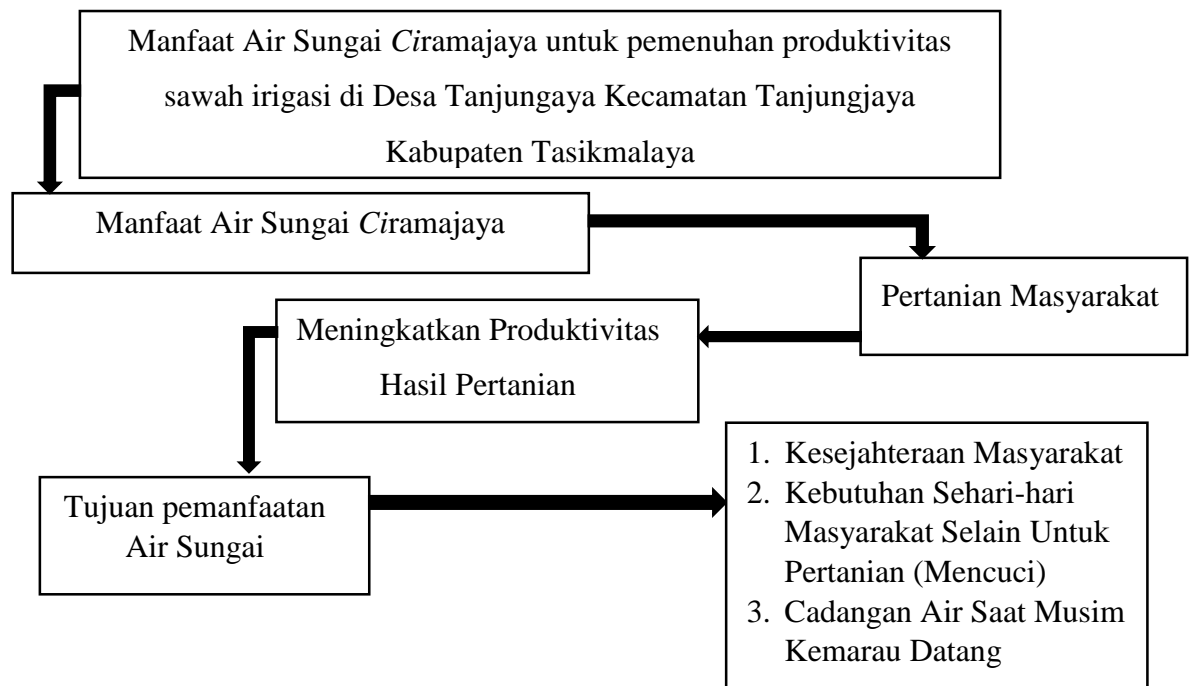 Manfaat Air Sungai Ciramajaya untuk pemenuhan produktivitas
sawah irigasi di Desa Tanjungaya Kecamatan Tanjungjaya
Kabupaten Tasikmalaya
Manfaat Air Sungai Ciramajaya
Pertanian Masyarakat
Meningkatkan Produktivitas
Hasil Pertanian
Tujuan pemanfaatan
Air Sungai
1. Kesejahteraan Masyarakat
2. Kebutuhan Sehari-hari
Masyarakat Selain Untuk
Pertanian (Mencuci)
3. Cadangan Air Saat Musim
Kemarau Datang